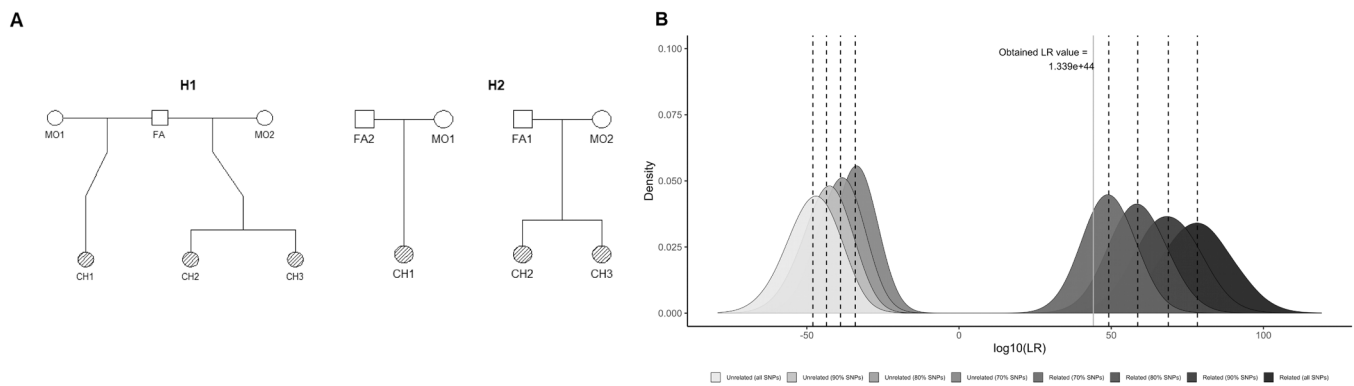 A
H1
MO1
FA
MO2
CH1
CH2
CH3
H2
FA2
MO1
FA1
MO2
CH1
CH2
CH3
B
Obtained LR value =
1.339e+44
0.100
0.075
0.050
0.025
0.000
Density
-50
0
50
100
log10(LR)
Unrelated (all SNPs) Unrelated (90% SNPs) Unrelated (80% SNPs) Unrelated (70% SNPs) Related (70% SNPs) Related (80% SNPs) Related (90% SNPs) Related (all SNPs)